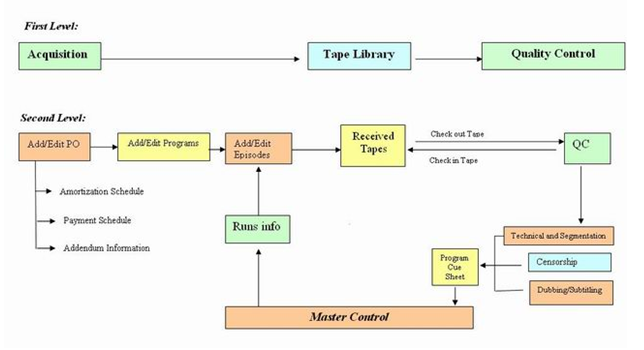 First Level:
Acquisition
Tape Library
Quality Control
Second Level:
Add/Edit PO
Add/Edit Programs
Add/Edit
Episodes
Received
Tapes
Check out Tape
Check in Tape
QC
Amortization Schedule
Payment Schedule
Addendum Information
Runs info
Technical and Segmentation
Censorship
Dubbing/Subtitling
Program
Cue
Sheet
Master Control